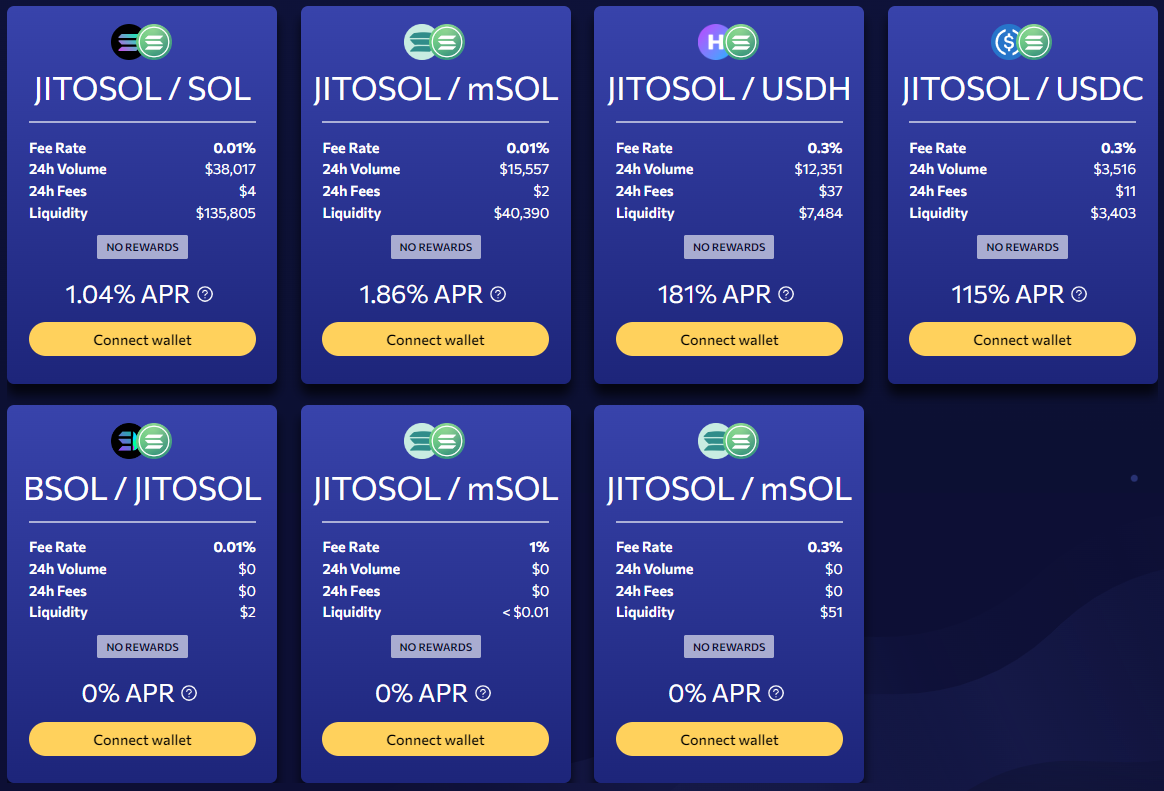 JITOSOL / SOL
Fee Rate 0.01%
24h Volume $38,017
24h Fees $4
Liquidity $135,805
NO REWARDS
1.04% APR ?
Connect wallet
JITOSOL / mSOL
Fee Rate 0.01%
24h Volume $15,557
24h Fees $2
Liquidity $40,390
NO REWARDS
1.86% APR ?
Connect wallet
H
JITOSOL / USDH
Fee Rate 0.3%
24h Volume $12,351
24h Fees $37
Liquidity $7,484
NO REWARDS
181% APR ?
Connect wallet
$
JITOSOL / USDC
Fee Rate 0.3%
24h Volume $3,516
24h Fees $11
Liquidity $3,403
NO REWARDS
115% APR ?
Connect wallet
BSOL / JITOSOL
Fee Rate 0.01%
24h Volume $0
24h Fees $0
Liquidity $2
NO REWARDS
0% APR ?
Connect wallet
JITOSOL / mSOL
Fee Rate 1%
24h Volume $0
24h Fees $0
Liquidity < $0.01
NO REWARDS
0% APR ?
Connect wallet
JITOSOL / mSOL
Fee Rate 0.3%
24h Volume $0
24h Fees $0
Liquidity $51
NO REWARDS
0% APR ?
Connect wallet